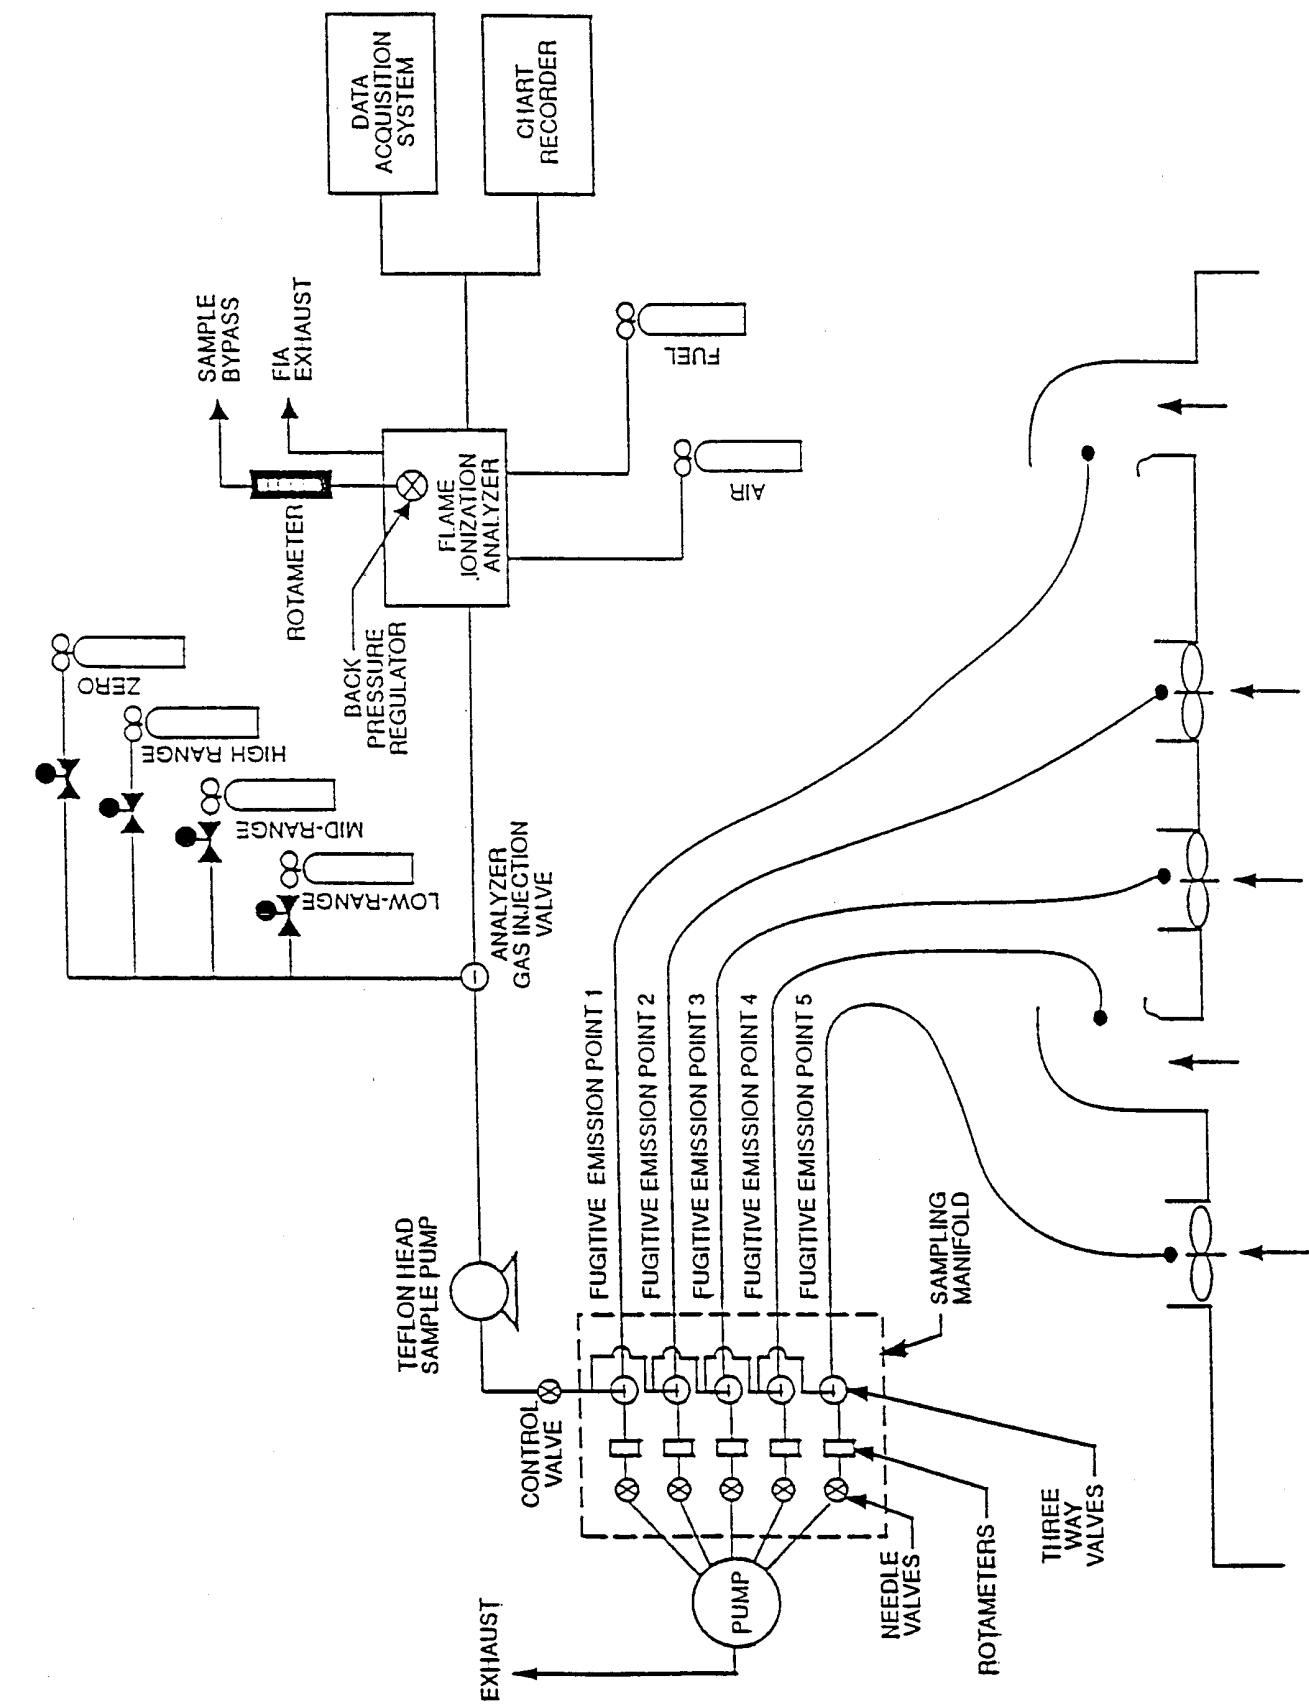 DATA
ACQUISITION
SYSTEM
CHART
RECORDER
SAMPLE
BYPASS
FIA
EXHAUST
ROTAMETER
BACK
PRESSURE
REGULATOR
FLAME
IONIZATION
ANALYZER
FUEL
AIR
ZERO
HIGH RANGE
MID-RANGE
LOW-RANGE
ANALYZER
GAS INJECTION
VALVE
TEFLON HEAD
SAMPLE PUMP
CONTROL
VALVE
FUGITIVE EMISSION POINT 1
FUGITIVE EMISSION POINT 2
FUGITIVE EMISSION POINT 3
FUGITIVE EMISSION POINT 4
FUGITIVE EMISSION POINT 5
SAMPLING
MANIFOLD
EXHAUST
PUMP
NEEDLE
VALVES
ROTAMETERS
THREE
WAY
VALVES